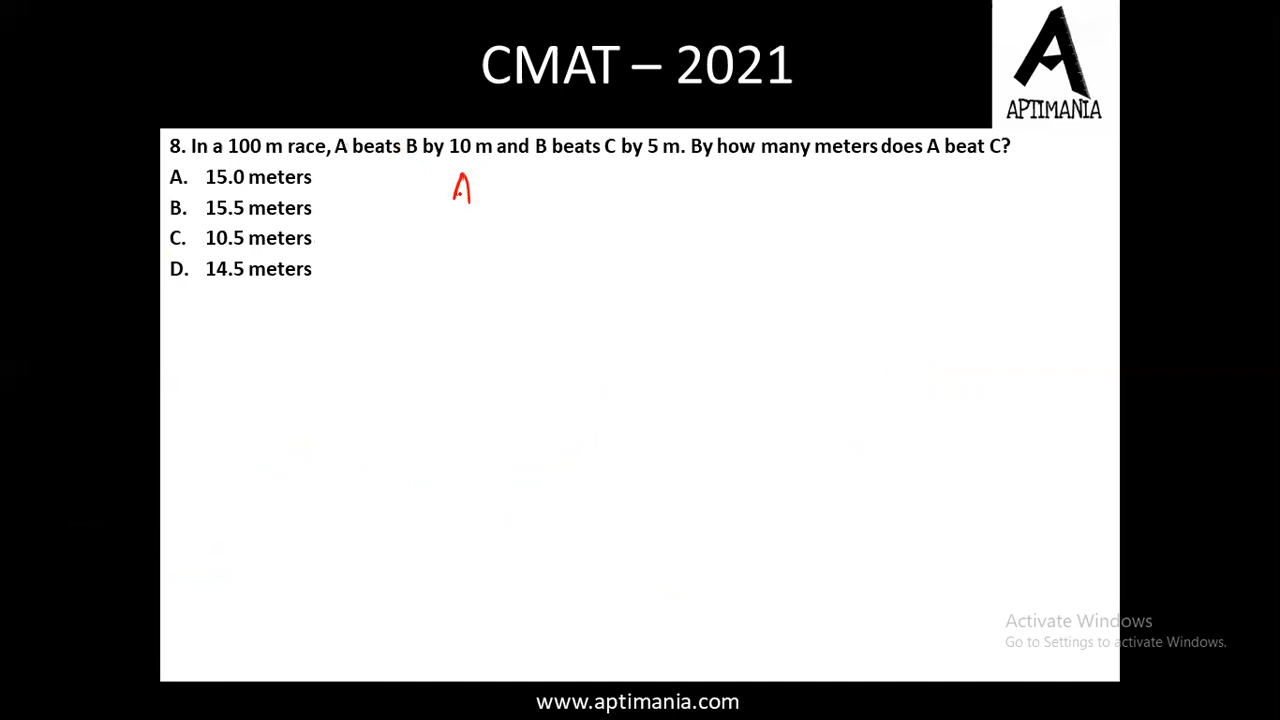 CMAT – 2021
APTIMANIA
8. In a 100 m race, A beats B by 10 m and B beats C by 5 m. By how many meters does A beat C?
A. 15.0 meters
A
B. 15.5 meters
C. 10.5 meters
D. 14.5 meters
Activate Windows
Go to Settings to activate Windows.
www.aptimania.com